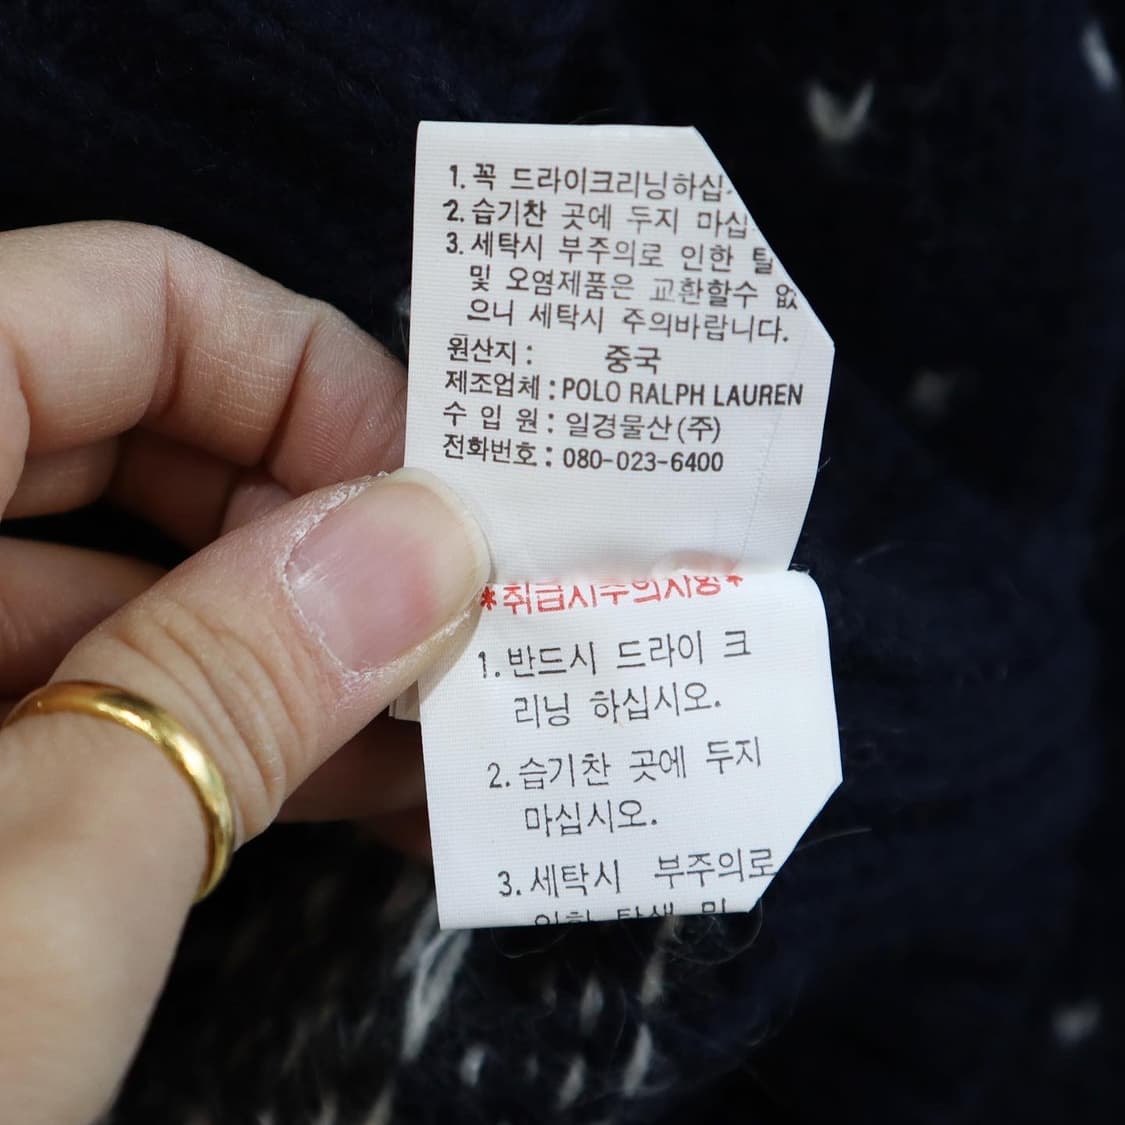 1. 꼭 드라이크리닝하십
2. 습기찬 곳에 두지 마십
3. 세탁시 부주의로 인한 탈
및 오염제품은 교환할수 없
으니 세탁시 주의바랍니다.
원산지 : 중국
제조업체 : POLO RALPH LAUREN
수 입 원 : 일경물산(주)
전화번호 : 080-023-6400
*취급시주의사항*
1. 반드시 드라이 크
리닝 하십시오.
2. 습기찬 곳에 두지
마십시오.
3. 세탁시 부주의로
인한 탈색 및